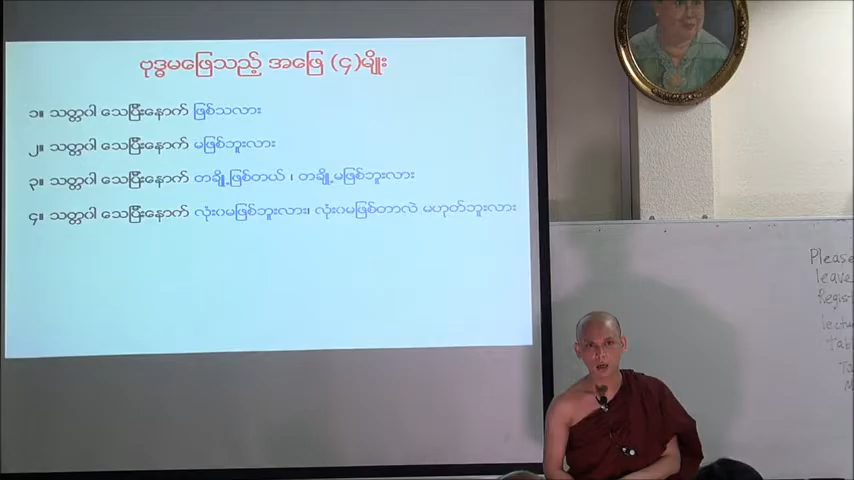 ဗုဒ္ဓမဖြေသည့် အဖြေ (၄)မျိုး
၁။ သတ္တဝါ သေပြီးနောက် ဖြစ်သလား
၂။ သတ္တဝါ သေပြီးနောက် မဖြစ်ဘူးလား
၃။ သတ္တဝါ သေပြီးနောက် တချို့ဖြစ်တယ်၊ တချို့မဖြစ်ဘူးလား
၄။ သတ္တဝါ သေပြီးနောက် လုံးဝမဖြစ်ဘူးလား၊ လုံးဝမဖြစ်တာလဲ မဟုတ်ဘူးလား
Please
leave
Regis
lectu